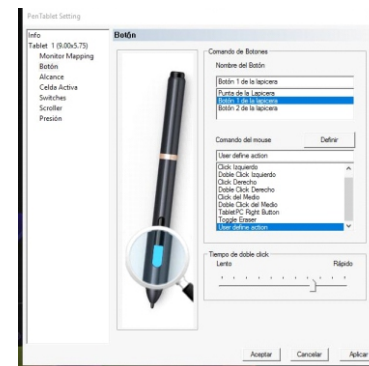 PenTablet Setting
Info
Tablet 1 (9.00x5.75)
Monitor Mapping
Botón
Alcance
Celda Activa
Switches
Scroller
Presión
Botón
Comando de Botones
Nombre del Botón
Botón 1 de la lapicera
Punta de la Lapicera
Botón 1 de la lapicera
Botón 2 de la lapicera
Comando del mouse
Definir
User define action
Click Izquierdo
Doble Click Izquierdo
Click Derecho
Doble Click Derecho
Click del Medio
Doble Click del Medio
TabletPC Right Button
Toggle Eraser
User define action
Tiempo de doble click
Lento Rápido
Aceptar Cancelar Aplicar